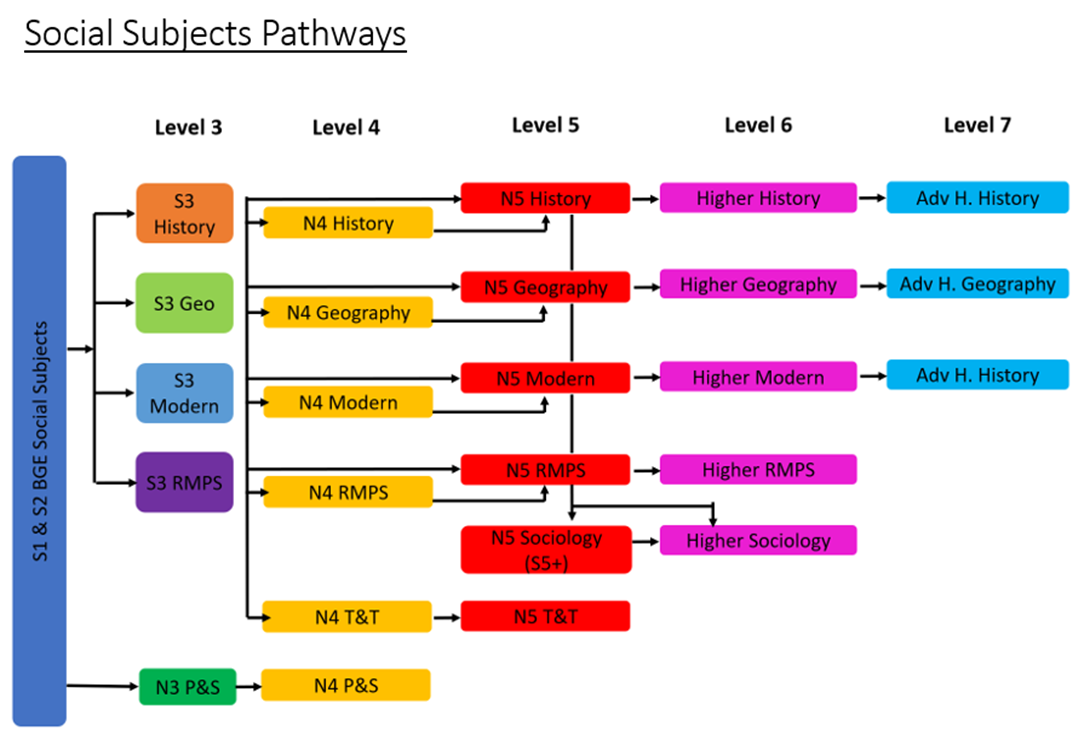 Social Subjects Pathways
Level 3
Level 4
Level 5
Level 6
Level 7
S1 & S2 BGE Social Subjects
S3
History
N4 History
N5 History
Higher History
Adv H. History
S3 Geo
N4 Geography
N5 Geography
Higher Geography
Adv H. Geography
S3
Modern
N4 Modern
N5 Modern
Higher Modern
Adv H. History
S3 RMPS
N4 RMPS
N5 RMPS
Higher RMPS
N5 Sociology
(S5+)
Higher Sociology
N4 T&T
N5 T&T
N3 P&S
N4 P&S